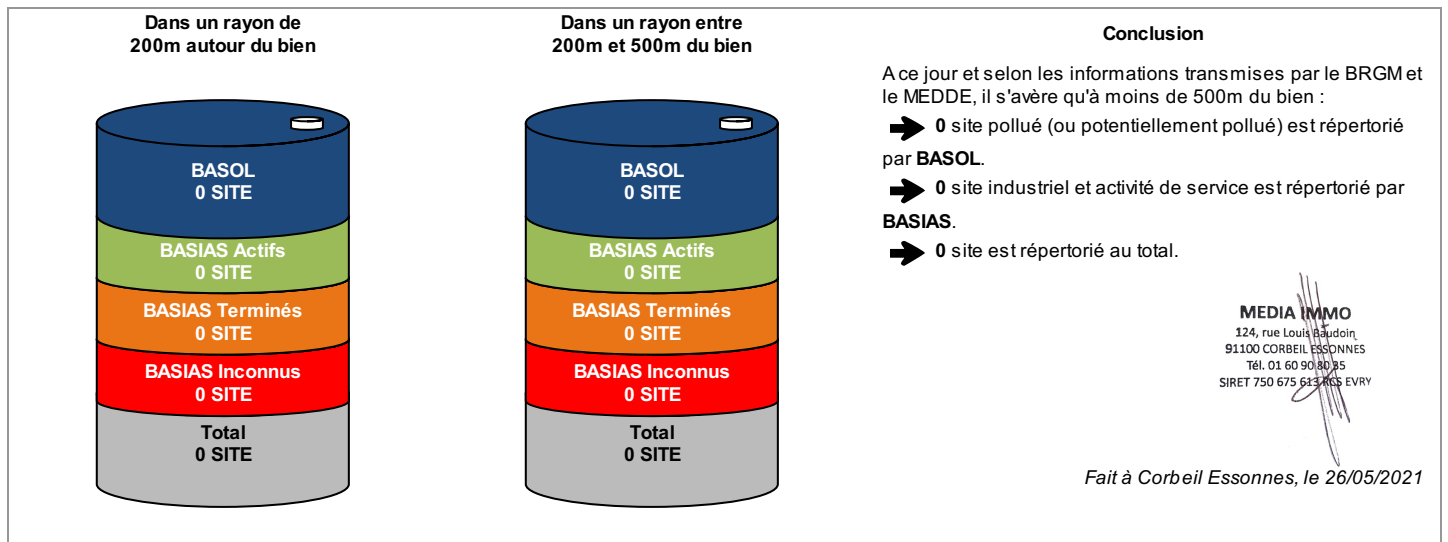 Dans un rayon de
200m autour du bien
BASOL
0 SITE
BASIAS Actifs
0 SITE
BASIAS Terminés
0 SITE
BASIAS Inconnus
0 SITE
Total
0 SITE
Dans un rayon entre
200m et 500m du bien
BASOL
0 SITE
BASIAS Actifs
0 SITE
BASIAS Terminés
0 SITE
BASIAS Inconnus
0 SITE
Total
0 SITE
Conclusion
A ce jour et selon les informations transmises par le BRGM et
le MEDDE, il s'avère qu'à moins de 500m du bien :
0 site pollué (ou potentiellement pollué) est répertorié
par BASOL.
0 site industriel et activité de service est répertorié par
BASIAS.
0 site est répertorié au total.
MEDIA IMMO
124, rue Louis Baudoin
91100 CORBEIL ESSONNES
Tél. 01 60 90 80 85
SIRET 750 675 613 RCS EVRY
Fait à Corbeil Essonnes, le 26/05/2021